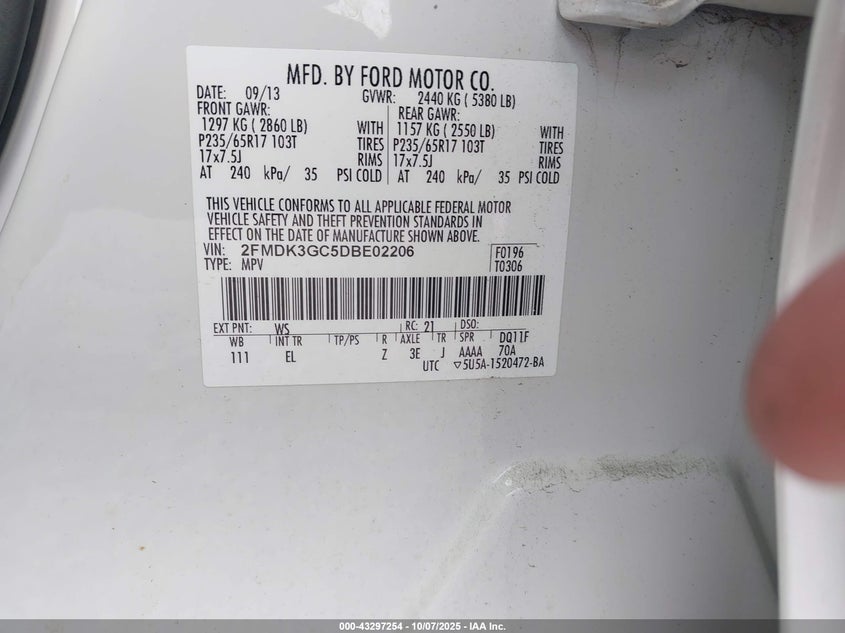 MFD. BY FORD MOTOR CO.
DATE: 09/13 GVWR: 2440 KG ( 5380 LB)
FRONT GAWR: REAR GAWR:
1297 KG ( 2860 LB) WITH 1157 KG ( 2550 LB) WITH
P235/65R17 103T TIRES P235/65R17 103T TIRES
17x7.5J RIMS 17x7.5J RIMS
AT 240 kPa/ 35 PSI COLD AT 240 kPa/ 35 PSI COLD
THIS VEHICLE CONFORMS TO ALL APPLICABLE FEDERAL MOTOR
VEHICLE SAFETY AND THEFT PREVENTION STANDARDS IN
EFFECT ON THE DATE OF MANUFACTURE SHOWN ABOVE.
VIN: 2FMDK3GC5DBE02206 F0196
TYPE: MPV T0306
EXT PNT: WS RC: 21 DSO:
WB INT TR TP/PS R AXLE TR SPR DQ11F
111 EL Z 3E J AAAA 70A
UTC ▽5U5A-1520472-BA
000-43297254 | 10/07/2025 - IAA Inc.